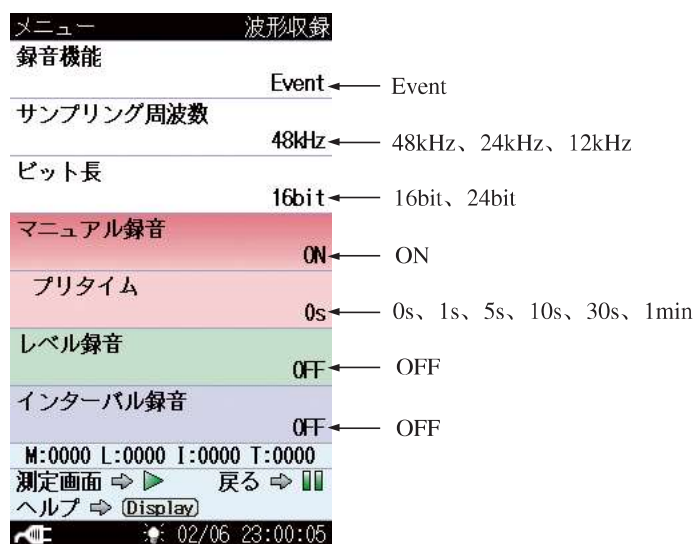 メニュー 波形収録
録音機能
Event Event
サンプリング周波数
48kHz 48kHz、24kHz、12kHz
ビット長
16bit 16bit、24bit
マニュアル録音
ON ON
プリタイム
0s 0s、1s、5s、10s、30s、1min
レベル録音
OFF OFF
インターバル録音
OFF OFF
M:0000 L:0000 I:0000 T:0000
測定画面 ⇨ ▷ 戻る ⇨
ヘルプ ⇨ Display
02/06 23:00:05